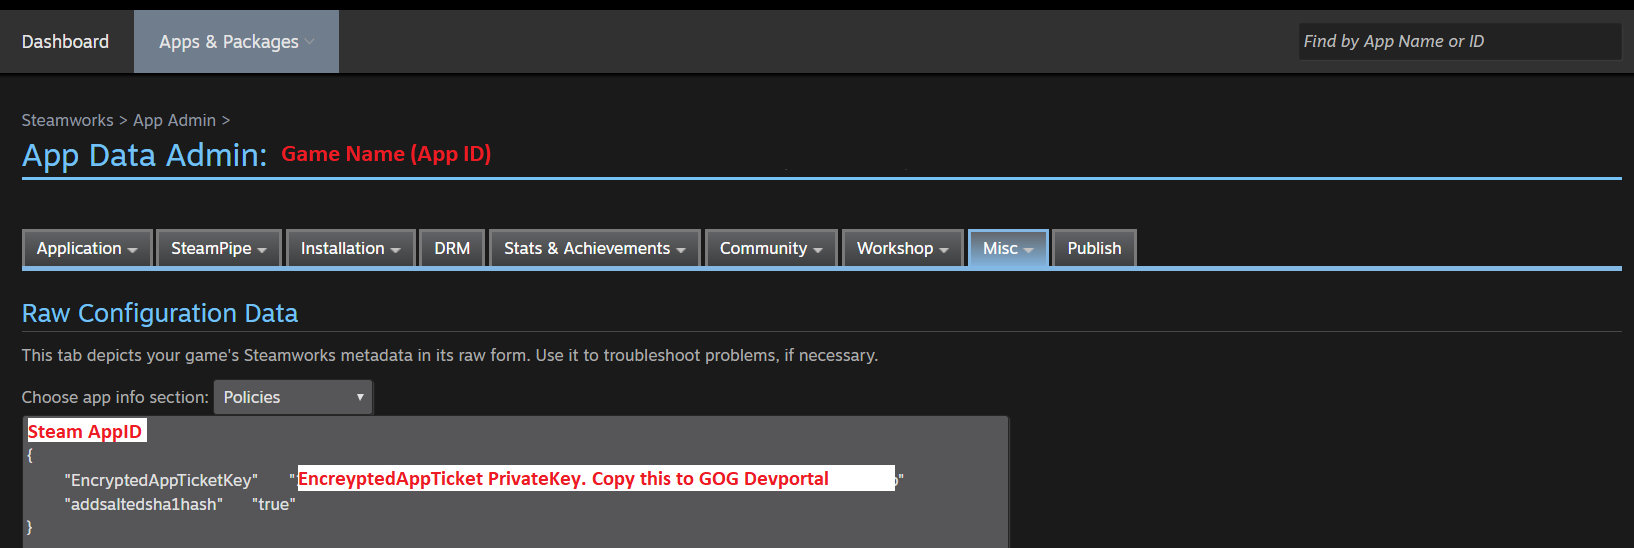 Dashboard Apps & Packages Find by App Name or ID
Steamworks > App Admin >
App Data Admin: Game Name (App ID)
Application SteamPipe Installation DRM Stats & Achievements Community Workshop Misc Publish
Raw Configuration Data
This tab depicts your game's Steamworks metadata in its raw form. Use it to troubleshoot problems, if necessary.
Choose app info section: Policies
Steam AppID
{
"EncryptedAppTicketKey" "EncreyptedAppTicket PrivateKey. Copy this to GOG Devportal"
"addsaltedsha1hash" "true"
}